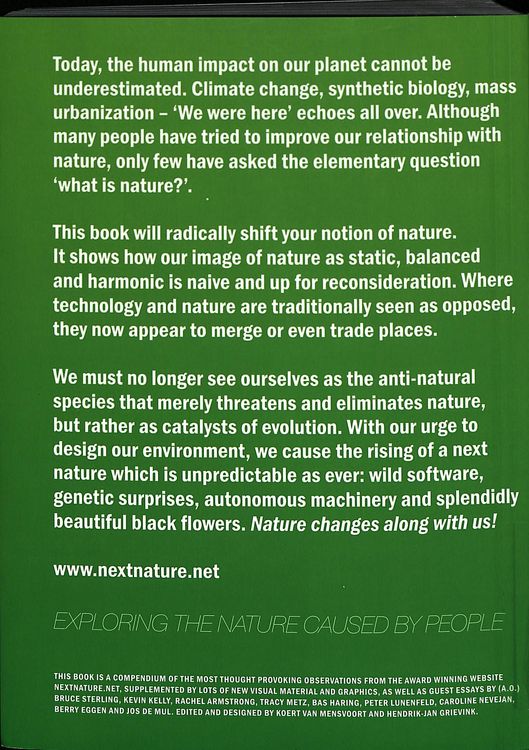 Today, the human impact on our planet cannot be
underestimated. Climate change, synthetic biology, mass
urbanization – ‘We were here’ echoes all over. Although
many people have tried to improve our relationship with
nature, only few have asked the elementary question
‘what is nature?’.
This book will radically shift your notion of nature.
It shows how our image of nature as static, balanced
and harmonic is naive and up for reconsideration. Where
technology and nature are traditionally seen as opposed,
they now appear to merge or even trade places.
We must no longer see ourselves as the anti-natural
species that merely threatens and eliminates nature,
but rather as catalysts of evolution. With our urge to
design our environment, we cause the rising of a next
nature which is unpredictable as ever: wild software,
genetic surprises, autonomous machinery and splendidly
beautiful black flowers. Nature changes along with us!
www.nextnature.net
EXPLORING THE NATURE CAUSED BY PEOPLE
THIS BOOK IS A COMPENDIUM OF THE MOST THOUGHT PROVOKING OBSERVATIONS FROM THE AWARD WINNING WEBSITE
NEXTNATURE.NET, SUPPLEMENTED BY LOTS OF NEW VISUAL MATERIAL AND GRAPHICS, AS WELL AS GUEST ESSAYS BY (A.O.)
BRUCE STERLING, KEVIN KELLY, RACHEL ARMSTRONG, TRACY METZ, BAS HARING, PETER LUNENFELD, CAROLINE NEVEJAN,
BERRY EGGEN AND JOS DE MUL. EDITED AND DESIGNED BY KOERT VAN MENSVOORT AND HENDRIK-JAN GRIEVINK.